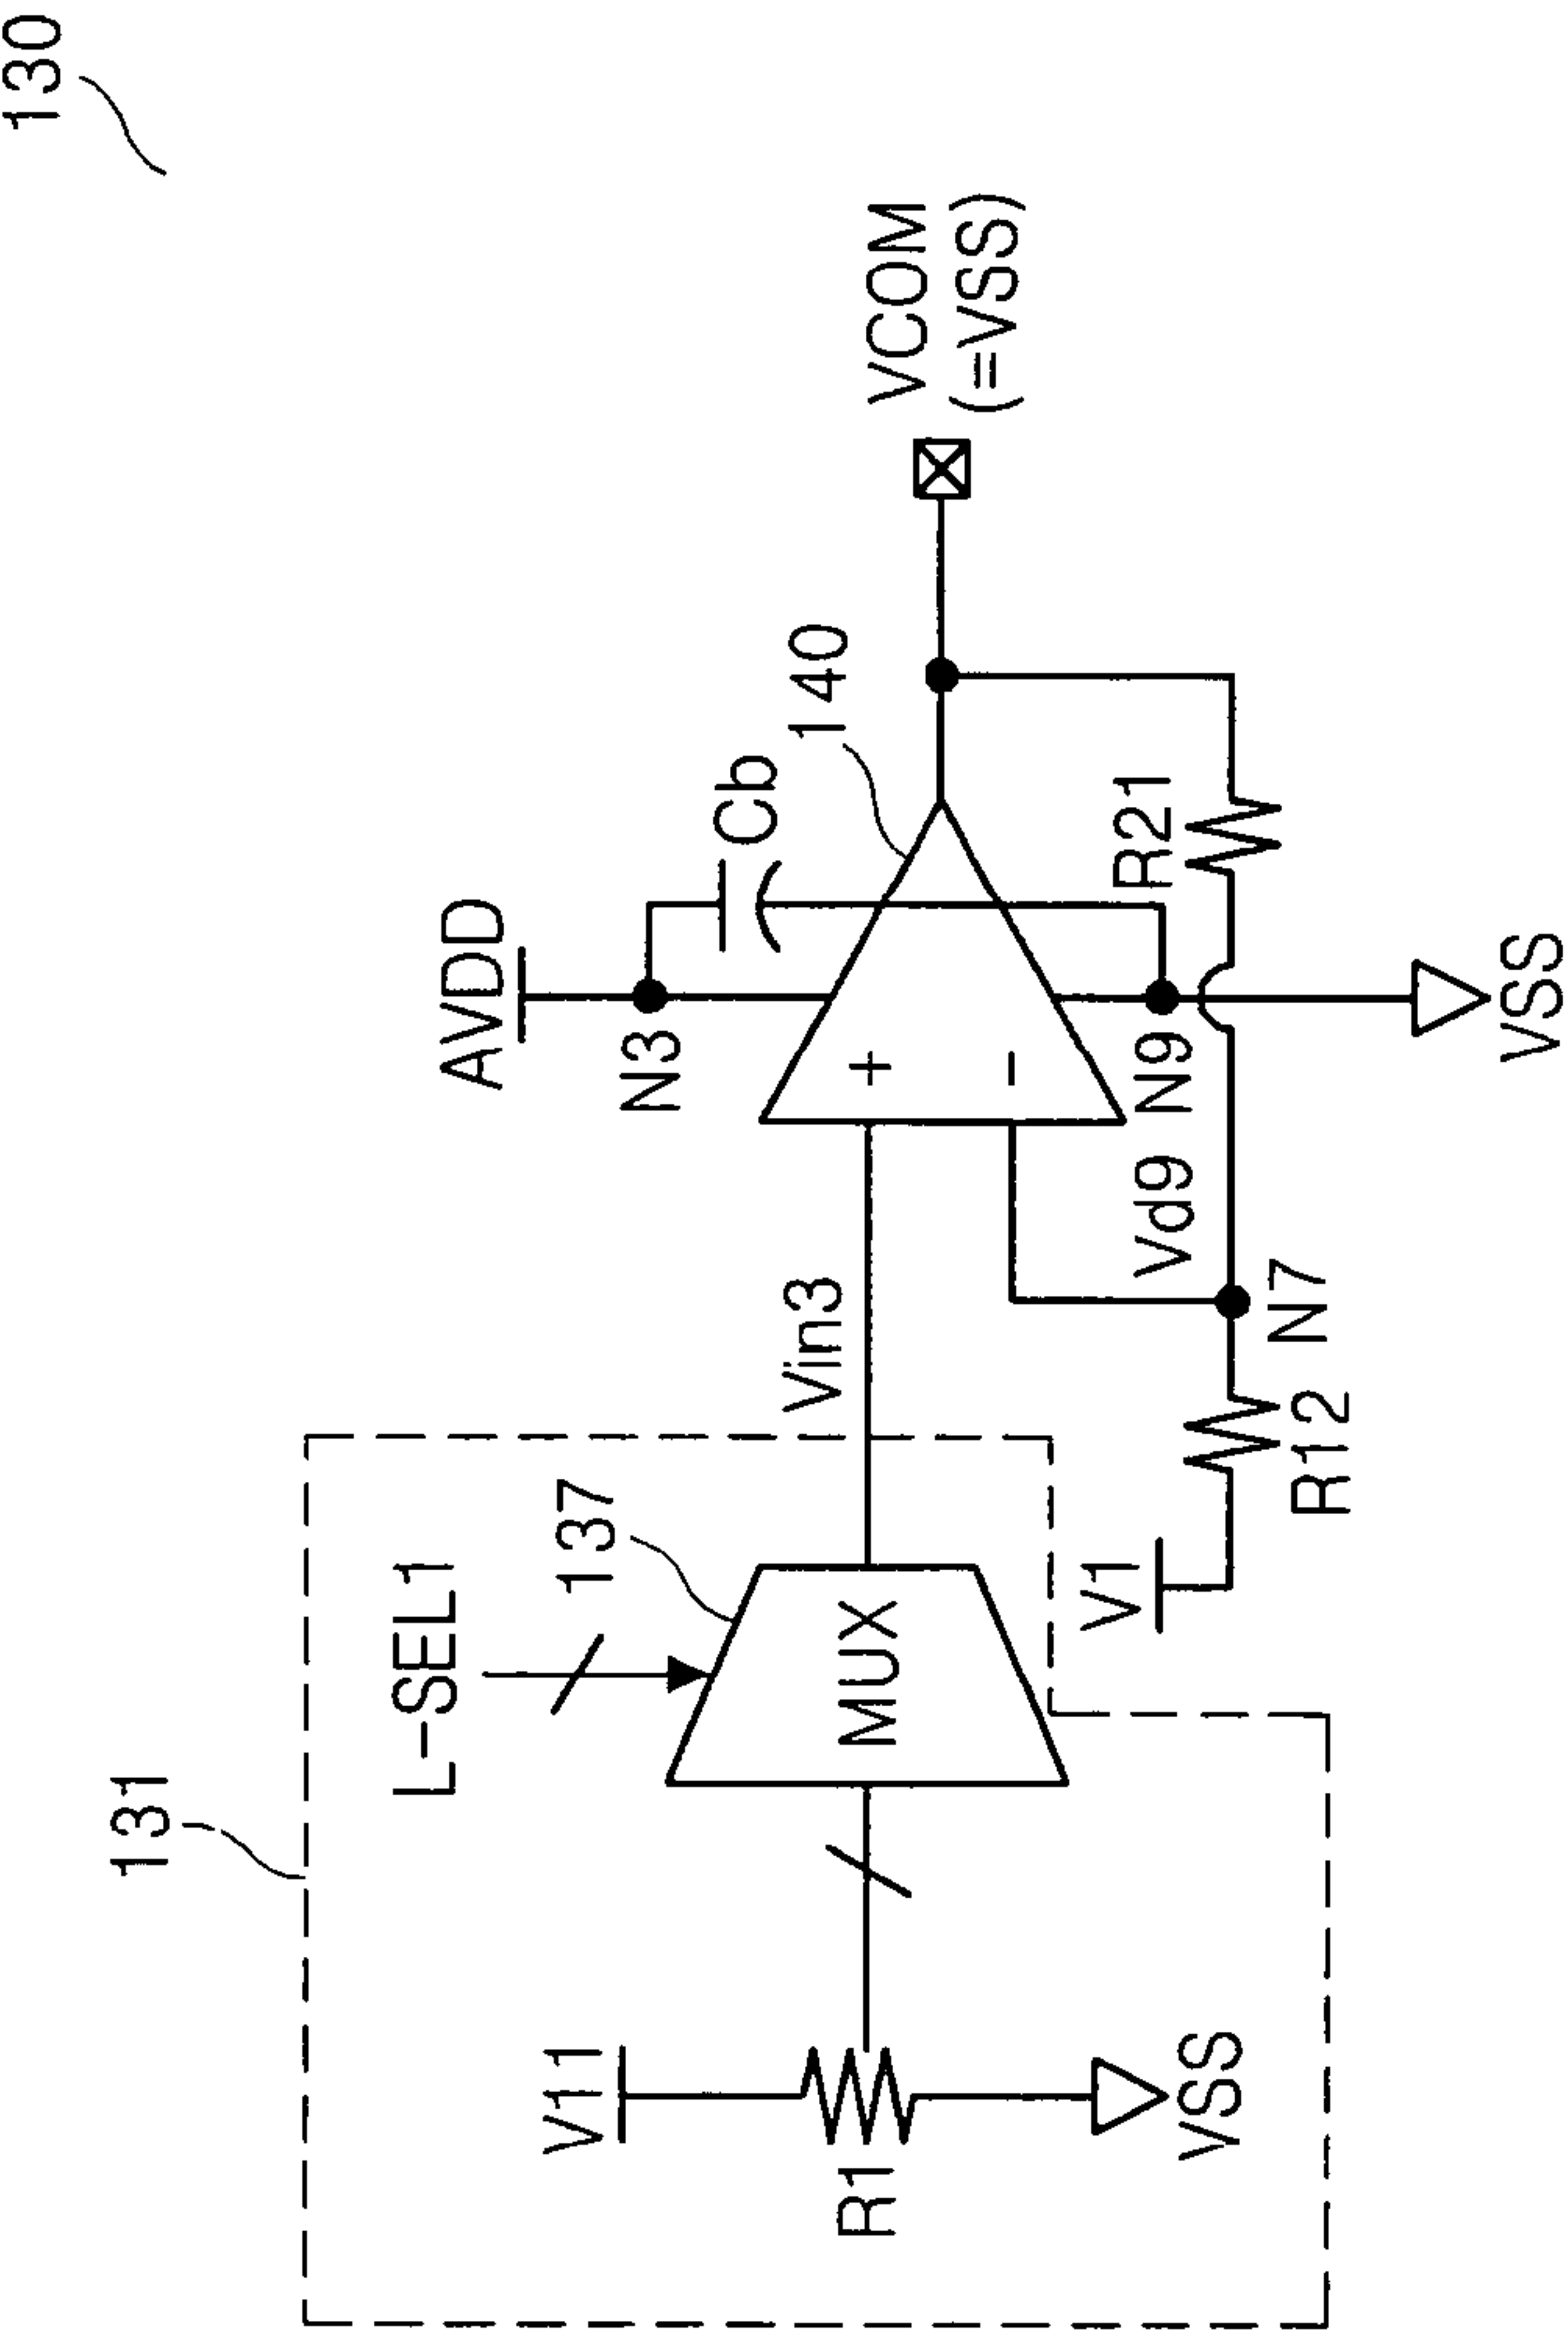 130
131
L-SEL1
137
V11
R1
VSS
MUX
Vin3
AVDD
N3
Cb
140
+
-
VCOM
(=VSS)
Vd9
N9
R21
V1
R12
N7
VSS